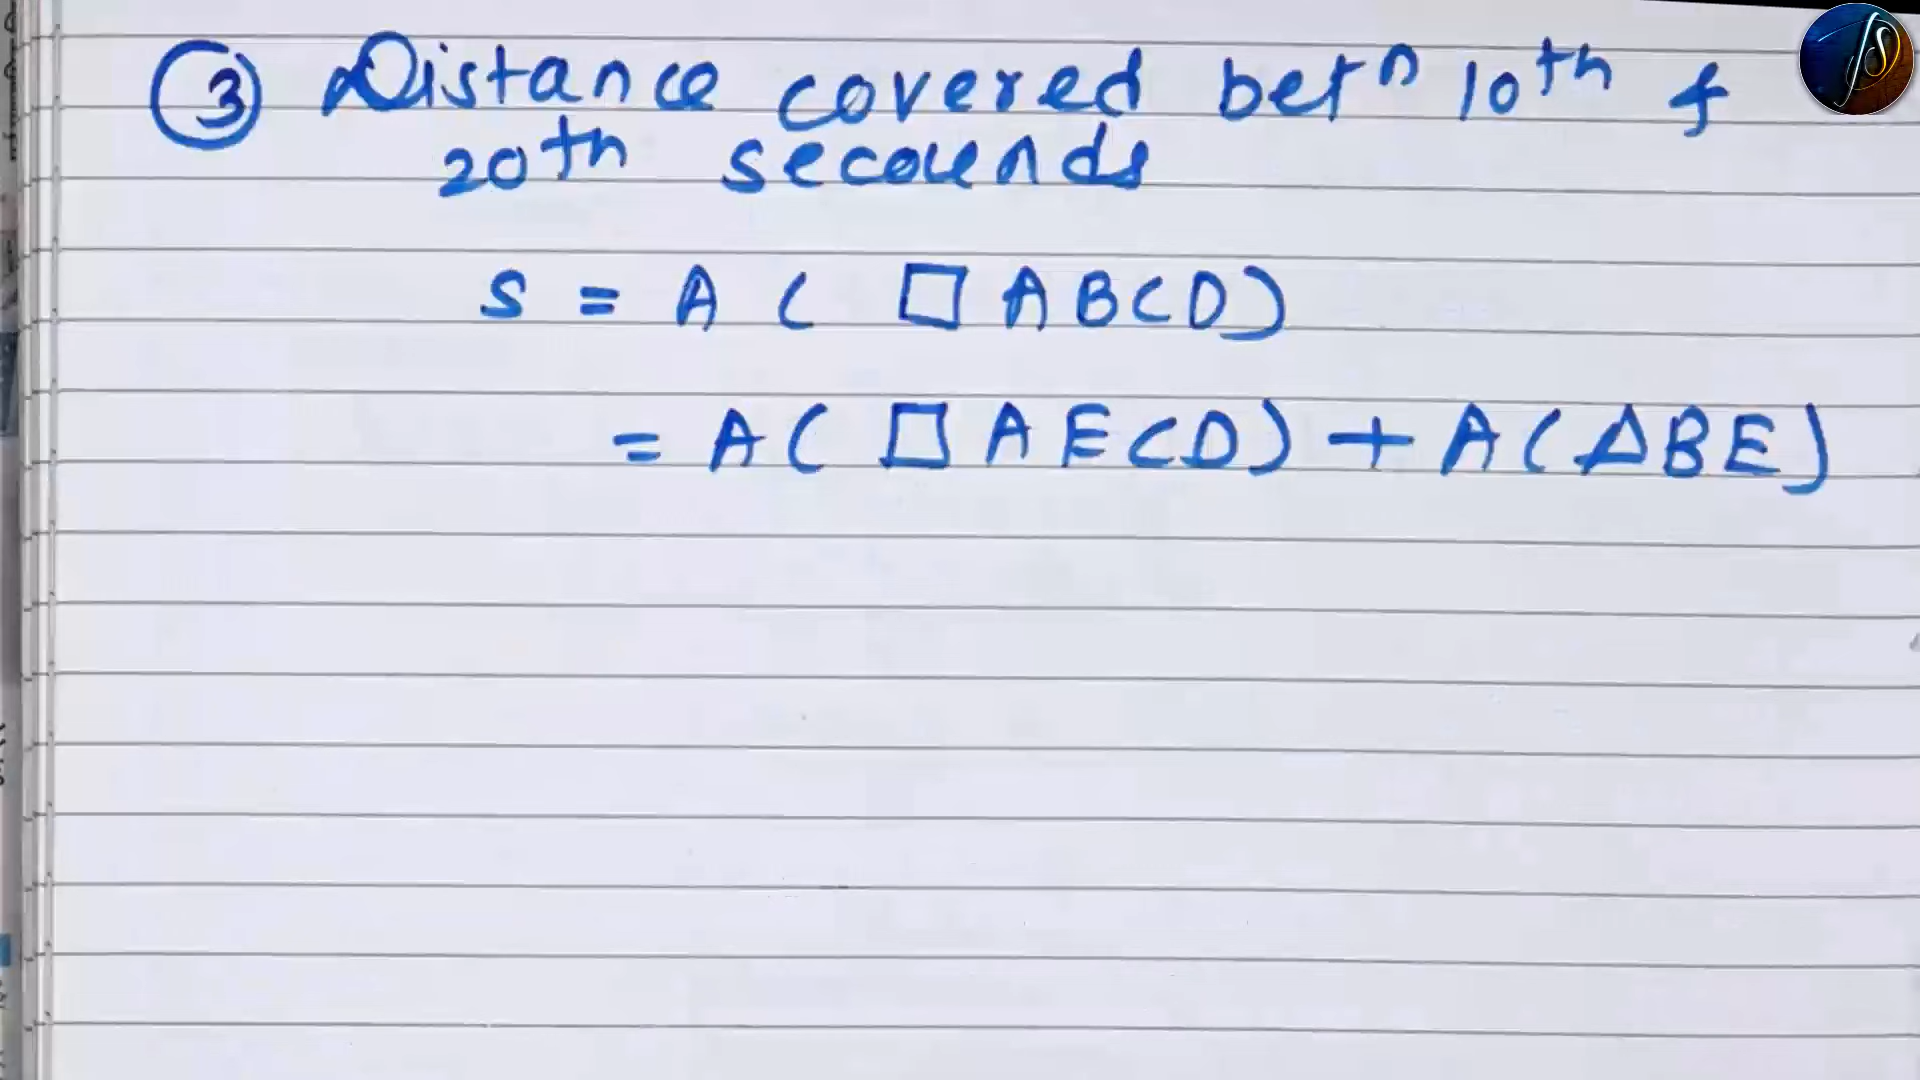 ③ Distance covered betⁿ 10th &
20th secounds
s = A ( □ ABCD)
= A ( □ AECD) + A (ΔBE)